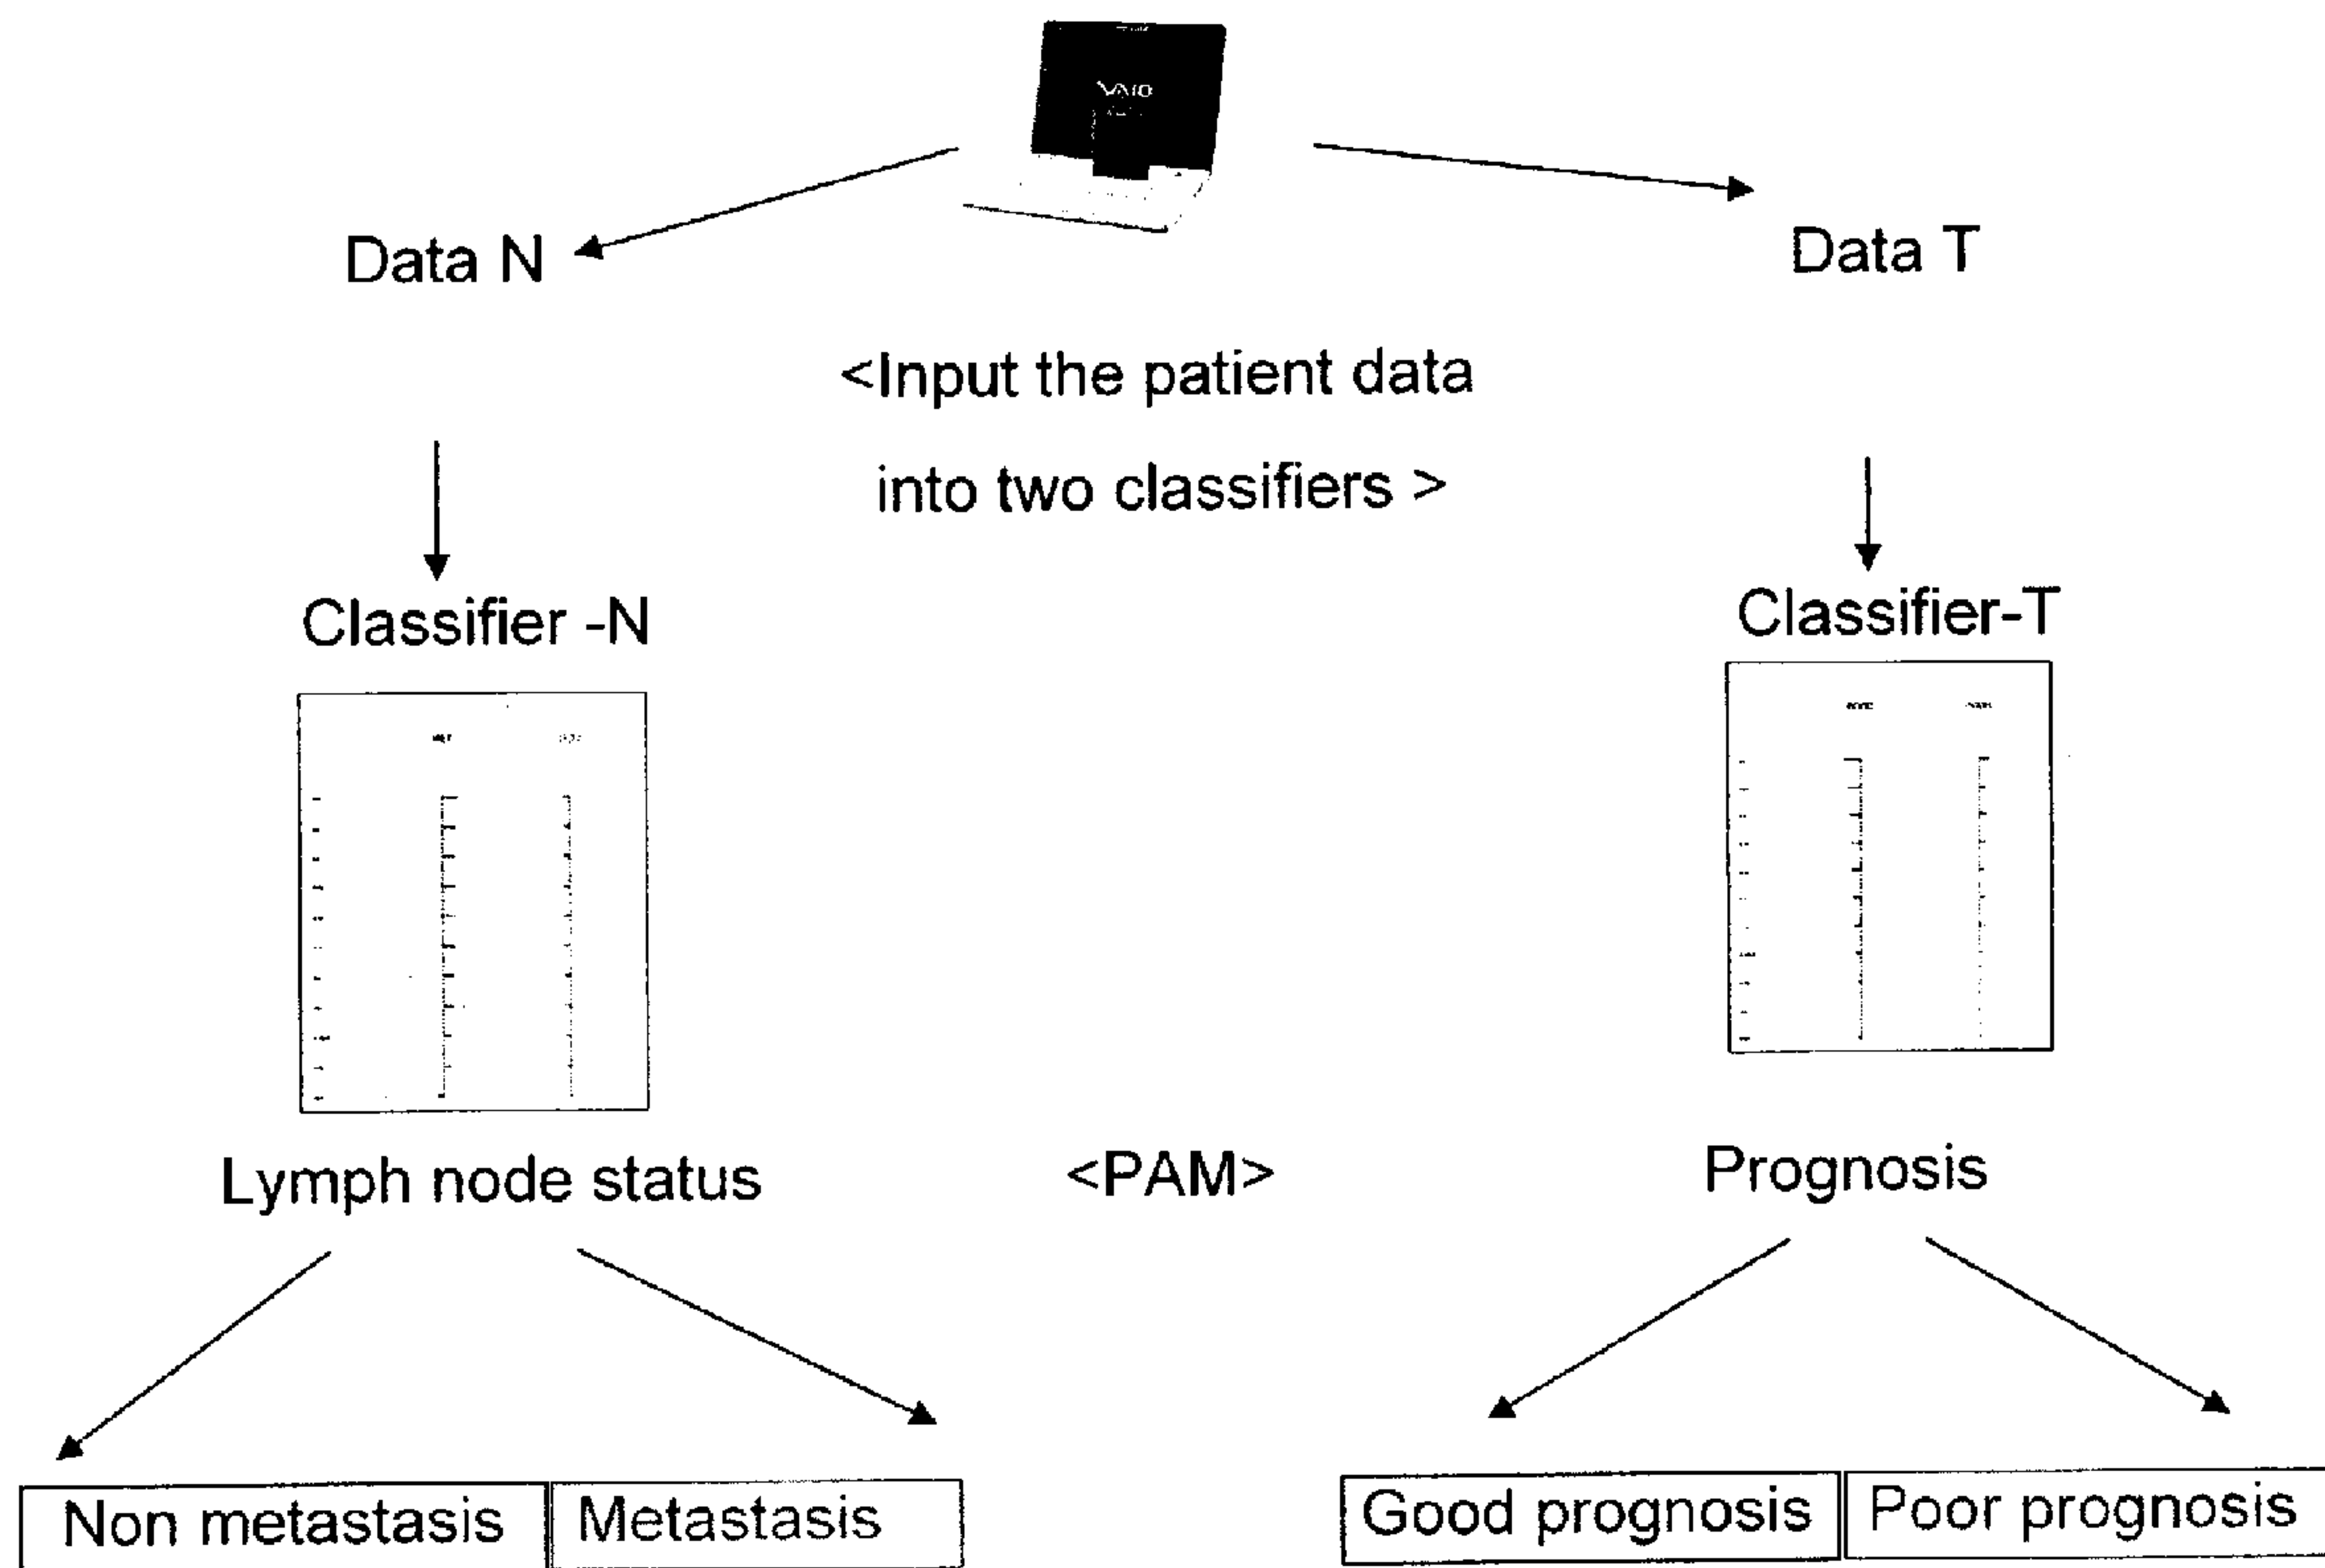 VAIO
Data N
Data T
<Input the patient data
into two classifiers >
Classifier -N
Classifier-T
Lymph node status
<PAM>
Prognosis
Non metastasis
Metastasis
Good prognosis
Poor prognosis